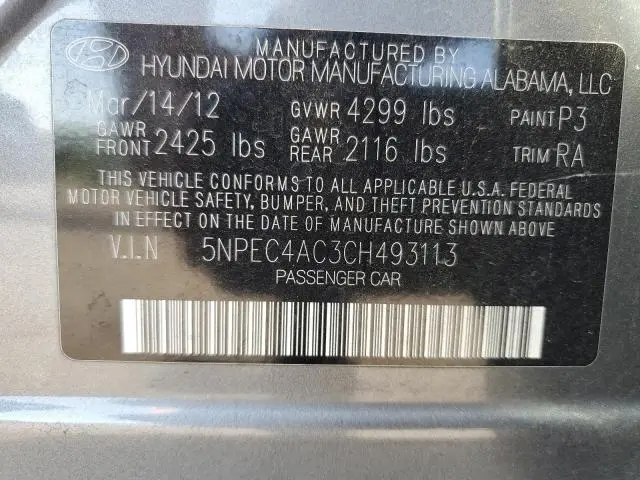 MANUFACTURED BY
HYUNDAI MOTOR MANUFACTURING ALABAMA, LLC
Mar/14/12 GVWR 4299 lbs PAINT P3
GAWR FRONT 2425 lbs GAWR REAR 2116 lbs TRIM RA
THIS VEHICLE CONFORMS TO ALL APPLICABLE U.S.A. FEDERAL
MOTOR VEHICLE SAFETY, BUMPER, AND THEFT PREVENTION STANDARDS
IN EFFECT ON THE DATE OF MANUFACTURE SHOWN ABOVE
V.I.N 5NPEC4AC3CH493113
PASSENGER CAR